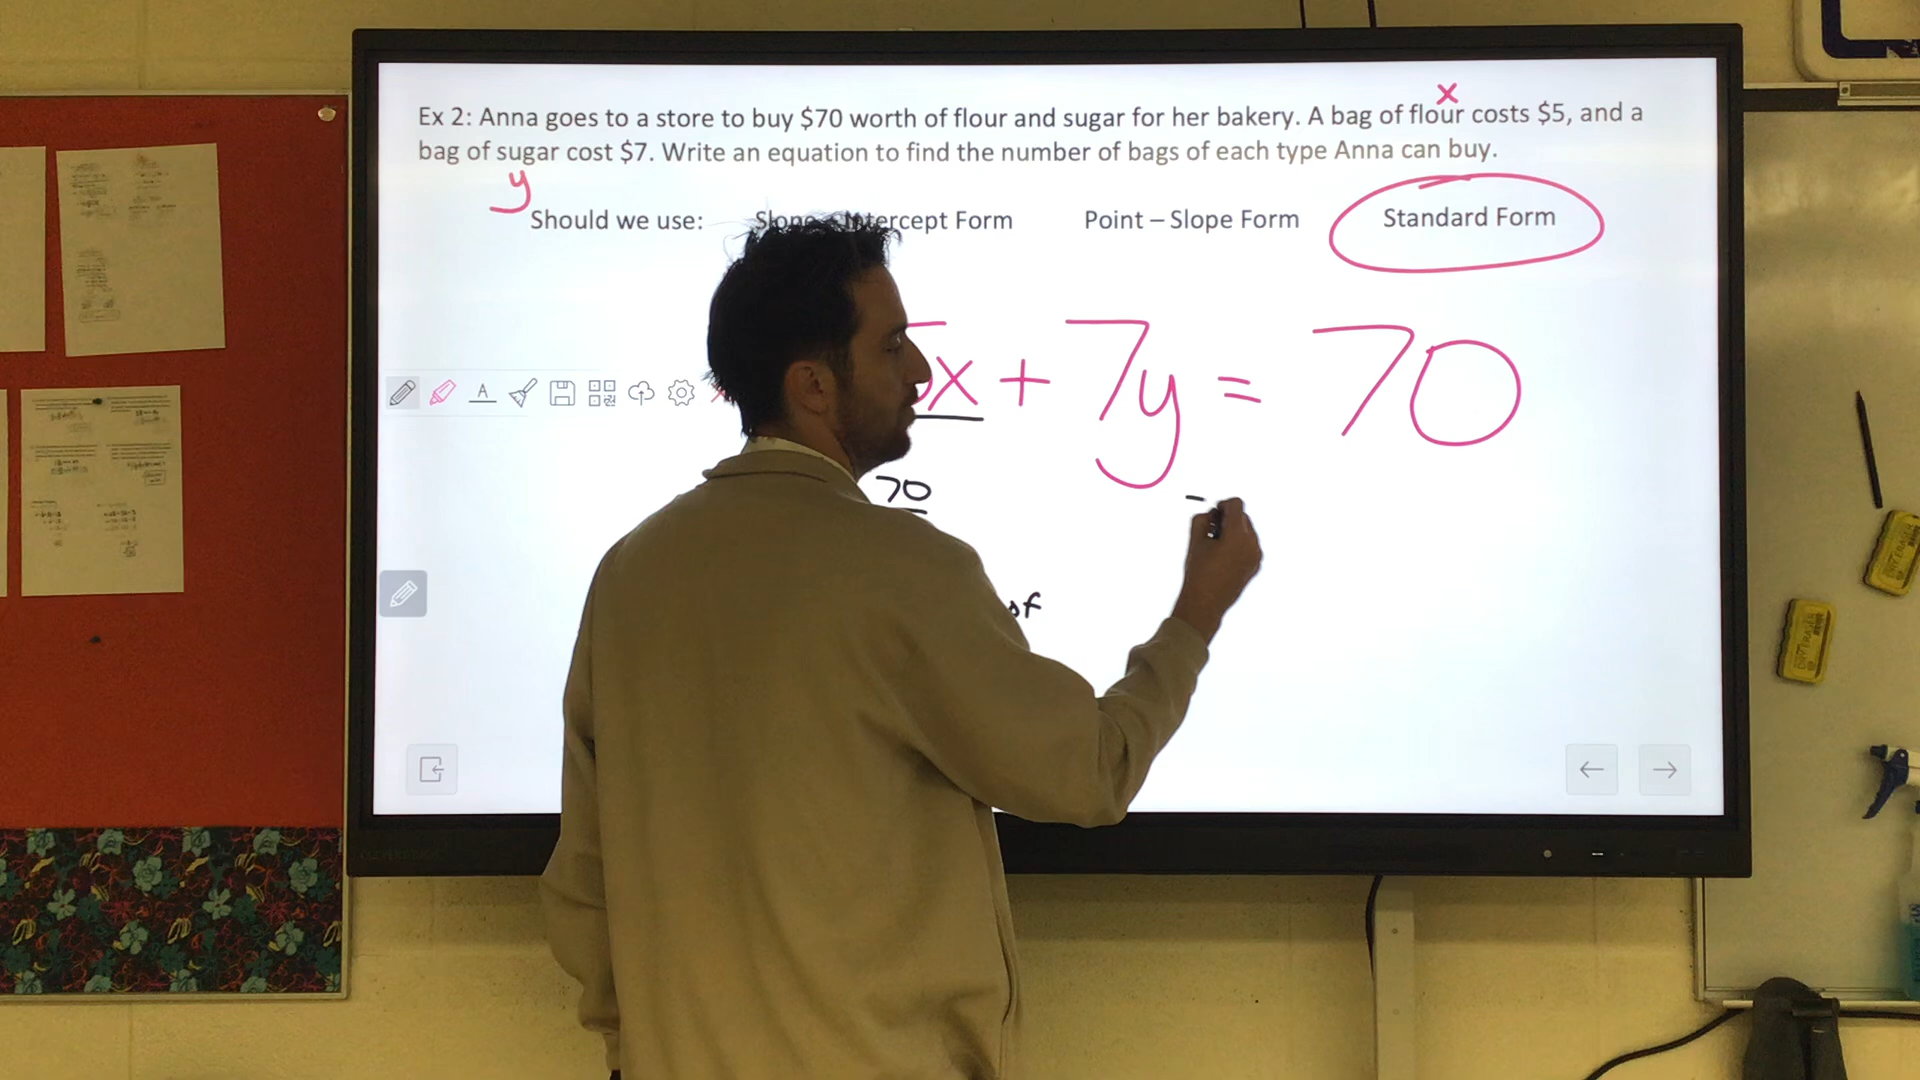 x
Ex 2: Anna goes to a store to buy $70 worth of flour and sugar for her bakery. A bag of flour costs $5, and a
bag of sugar cost $7. Write an equation to find the number of bags of each type Anna can buy.
y
Should we use: Slope – Intercept Form Point – Slope Form Standard Form
5x + 7y = 70
A
70
of